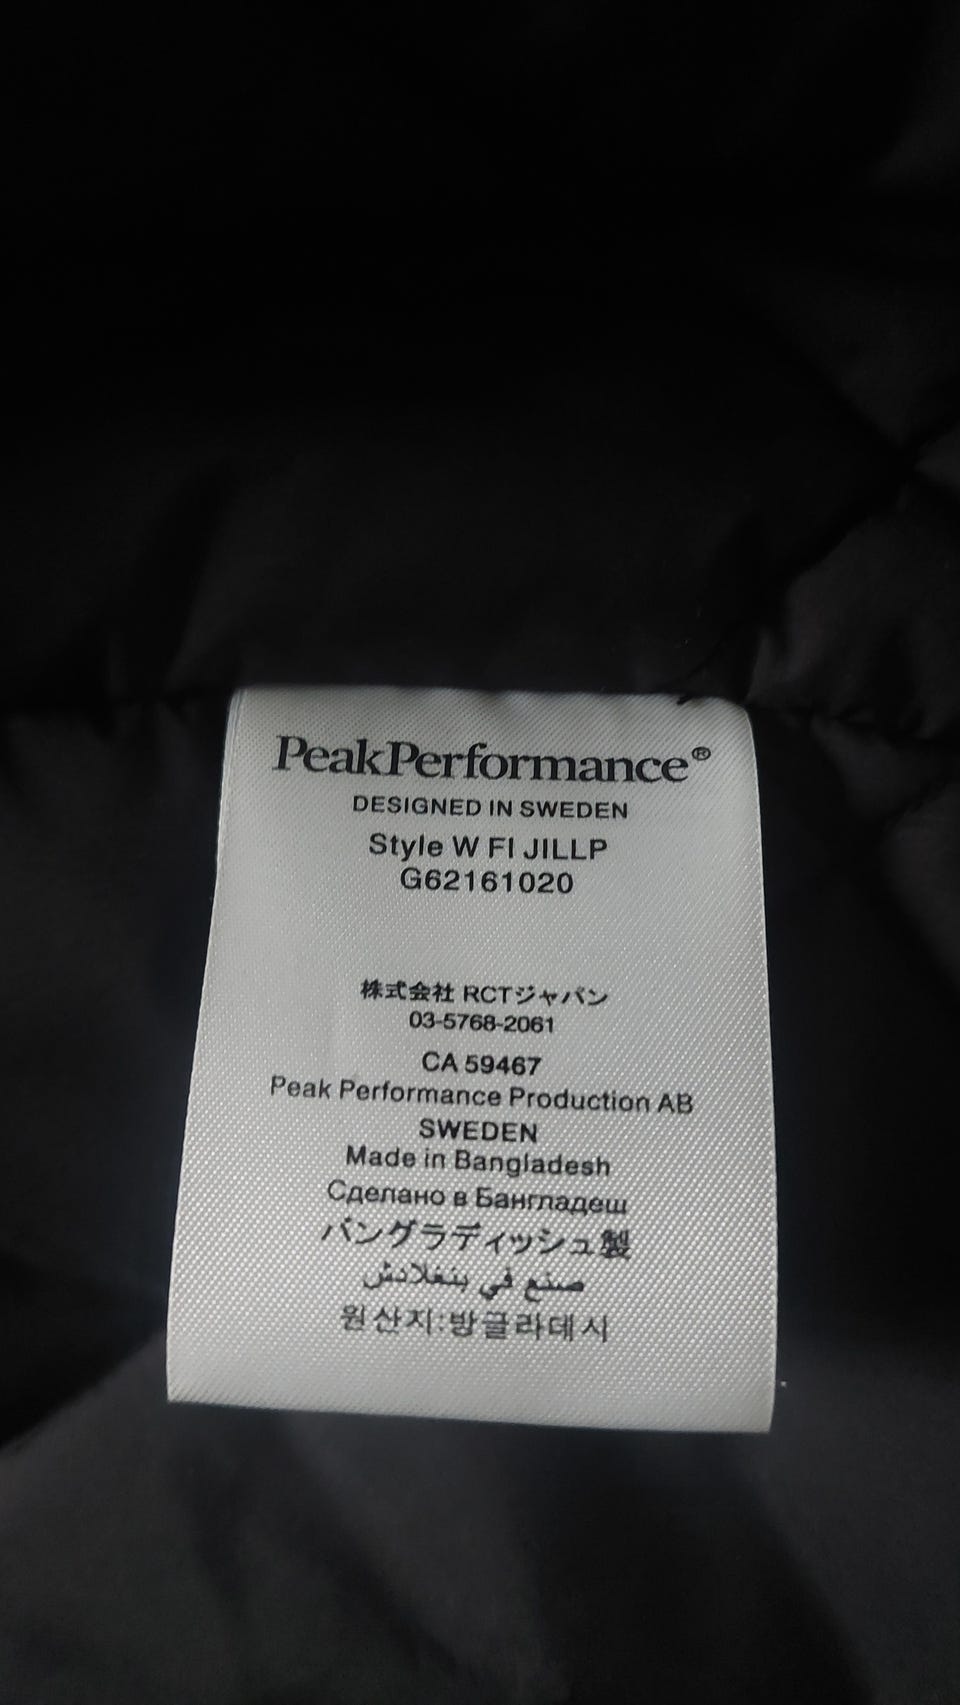 PeakPerformance®
DESIGNED IN SWEDEN
Style W FI JILLP
G62161020
株式会社 RCTジャパン
03-5768-2061
CA 59467
Peak Performance Production AB
SWEDEN
Made in Bangladesh
Сделано в Бангладеш
バングラディッシュ製
صنع في بنغلادش
원산지:방글라데시